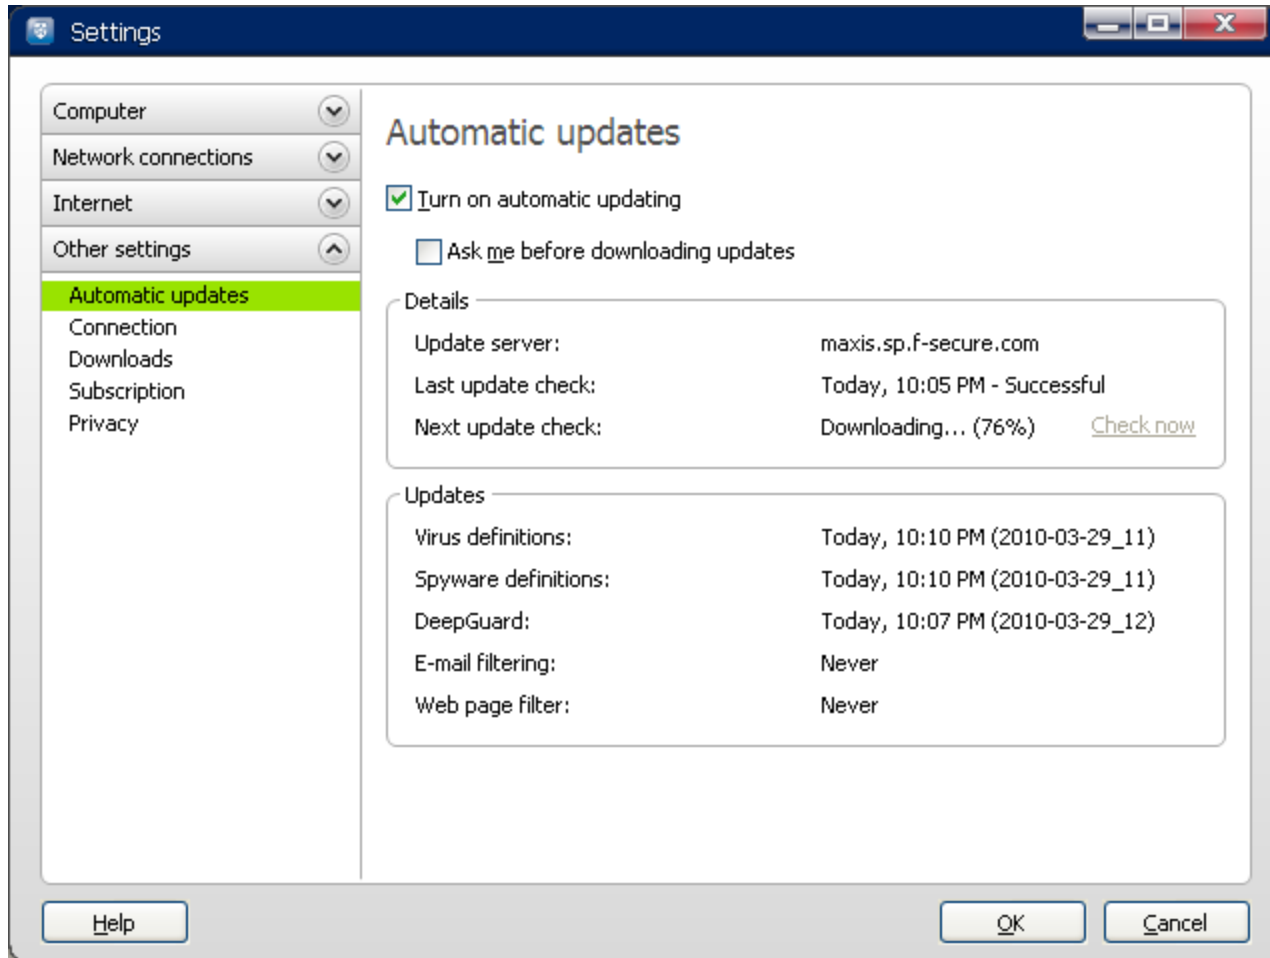 Settings
Computer
Network connections
Internet
Other settings
Automatic updates
Connection
Downloads
Subscription
Privacy
Automatic updates
Turn on automatic updating
Ask me before downloading updates
Details
Update server: maxis.sp.f-secure.com
Last update check: Today, 10:05 PM - Successful
Next update check: Downloading... (76%) Check now
Updates
Virus definitions: Today, 10:10 PM (2010-03-29_11)
Spyware definitions: Today, 10:10 PM (2010-03-29_11)
DeepGuard: Today, 10:07 PM (2010-03-29_12)
E-mail filtering: Never
Web page filter: Never
Help OK Cancel